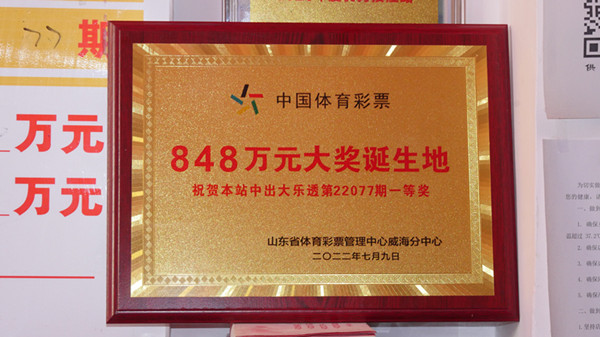 77期
万元
万元
中国体育彩票
848万元大奖诞生地
祝贺本站中出大乐透第22077期一等奖
山东省体育彩票管理中心威海分中心
二〇二二年七月九日
供